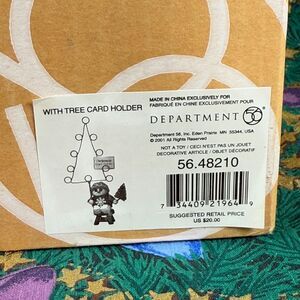 WITH TREE CARD HOLDER
MADE IN CHINA EXCLUSIVELY FOR
FABRIQUÉ EN CHINE EXCLUSIVEMENT POUR
DEPARTMENT 56
Department 56, Inc. Eden Prairie MN 55344, USA
© 2001 All Rights Reserved
NOT A TOY / CECI N'EST PAS UN JOUET
DECORATIVE ARTICLE / OBJET DÉCORATIF
56.48210
7 34409 21964 9
SUGGESTED RETAIL PRICE
US $20.00